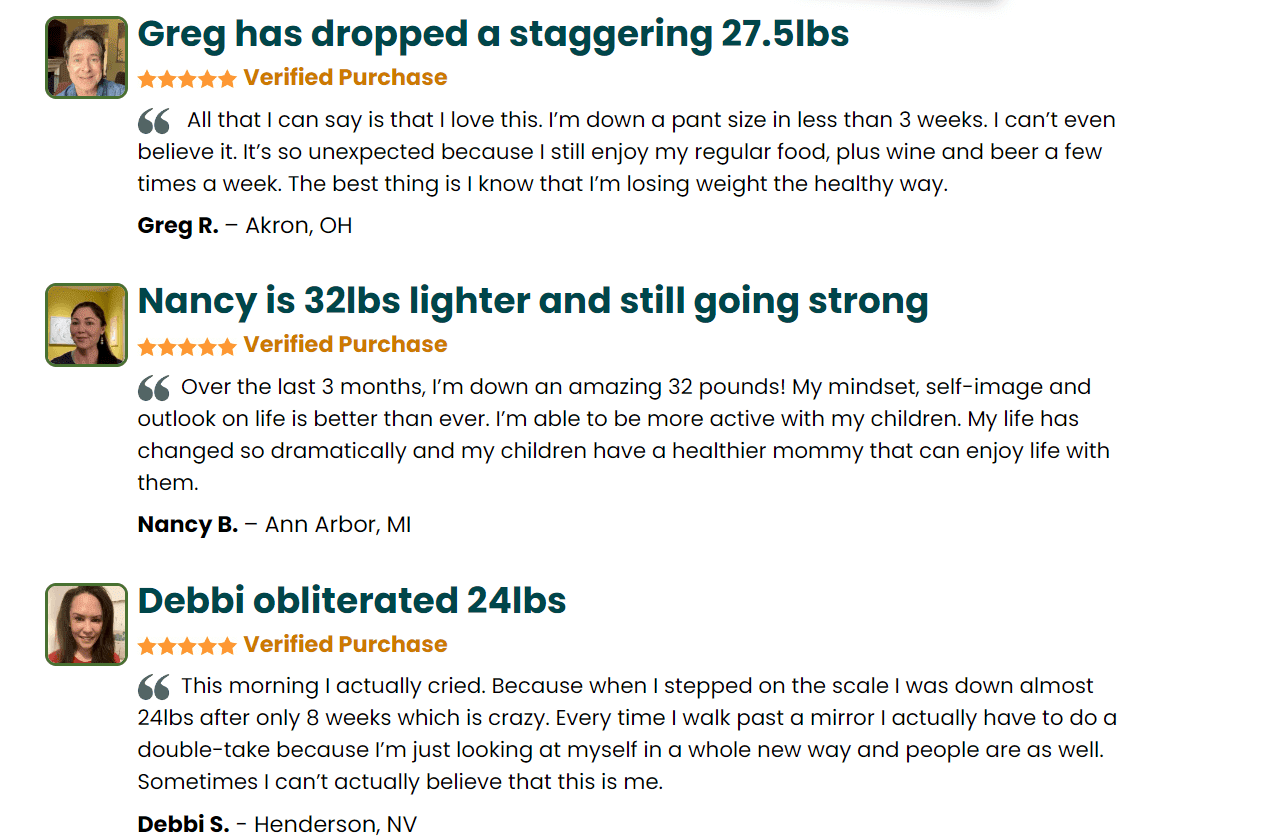 Greg has dropped a staggering 27.5lbs
Verified Purchase
“ All that I can say is that I love this. I’m down a pant size in less than 3 weeks. I can’t even
believe it. It’s so unexpected because I still enjoy my regular food, plus wine and beer a few
times a week. The best thing is I know that I’m losing weight the healthy way.
Greg R. – Akron, OH
Nancy is 32lbs lighter and still going strong
Verified Purchase
“ Over the last 3 months, I’m down an amazing 32 pounds! My mindset, self-image and
outlook on life is better than ever. I’m able to be more active with my children. My life has
changed so dramatically and my children have a healthier mommy that can enjoy life with
them.
Nancy B. – Ann Arbor, MI
Debbi obliterated 24lbs
Verified Purchase
“ This morning I actually cried. Because when I stepped on the scale I was down almost
24lbs after only 8 weeks which is crazy. Every time I walk past a mirror I actually have to do a
double-take because I’m just looking at myself in a whole new way and people are as well.
Sometimes I can’t actually believe that this is me.
Debbi S. - Henderson, NV